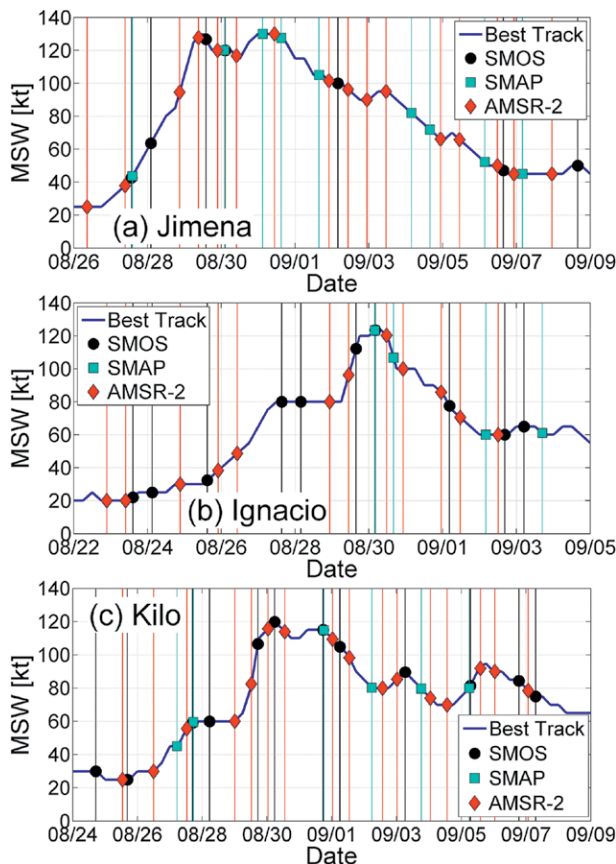 MSW [kt]
140
120
100
80
60
40
20
0
Best Track
SMOS
SMAP
AMSR-2
(a) Jimena
08/26 08/28 08/30 09/01 09/03 09/05 09/07 09/09
Date
MSW [kt]
140
120
100
80
60
40
20
0
Best Track
SMOS
SMAP
AMSR-2
(b) Ignacio
08/22 08/24 08/26 08/28 08/30 09/01 09/03 09/05
Date
MSW [kt]
140
120
100
80
60
40
20
0
(c) Kilo
Best Track
SMOS
SMAP
AMSR-2
08/24 08/26 08/28 08/30 09/01 09/03 09/05 09/07 09/09
Date